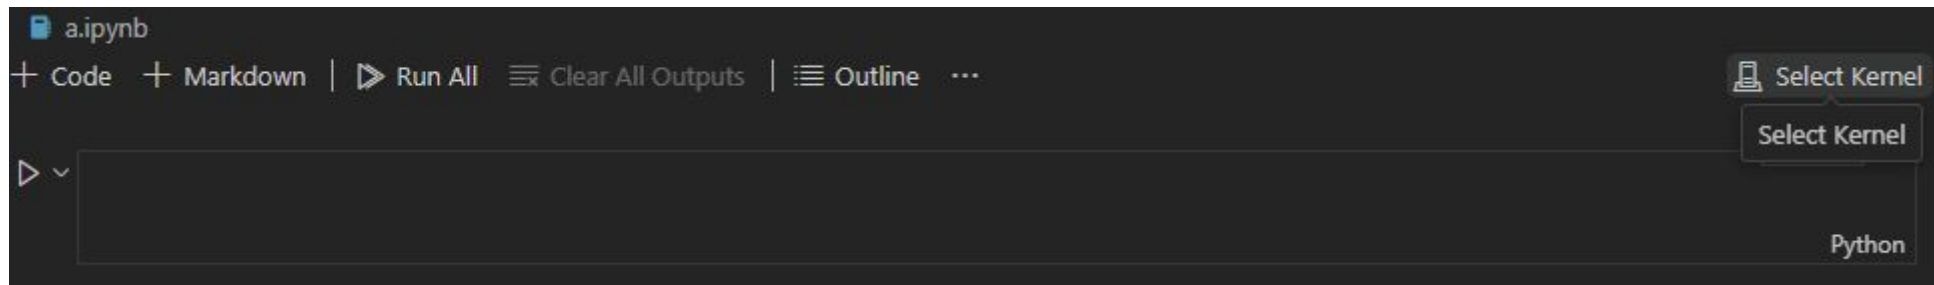 a.ipynb
+ Code + Markdown | Run All Clear All Outputs | Outline ... Select Kernel
Select Kernel
Python